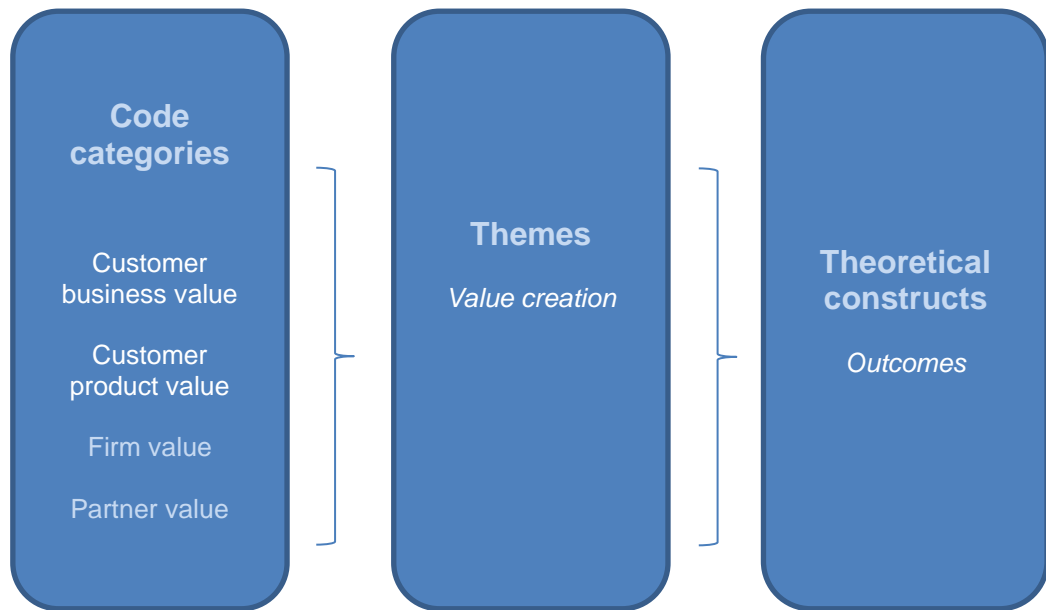 Code
categories
Customer
business value
Customer
product value
Firm value
Partner value
Themes
Value creation
Theoretical
constructs
Outcomes